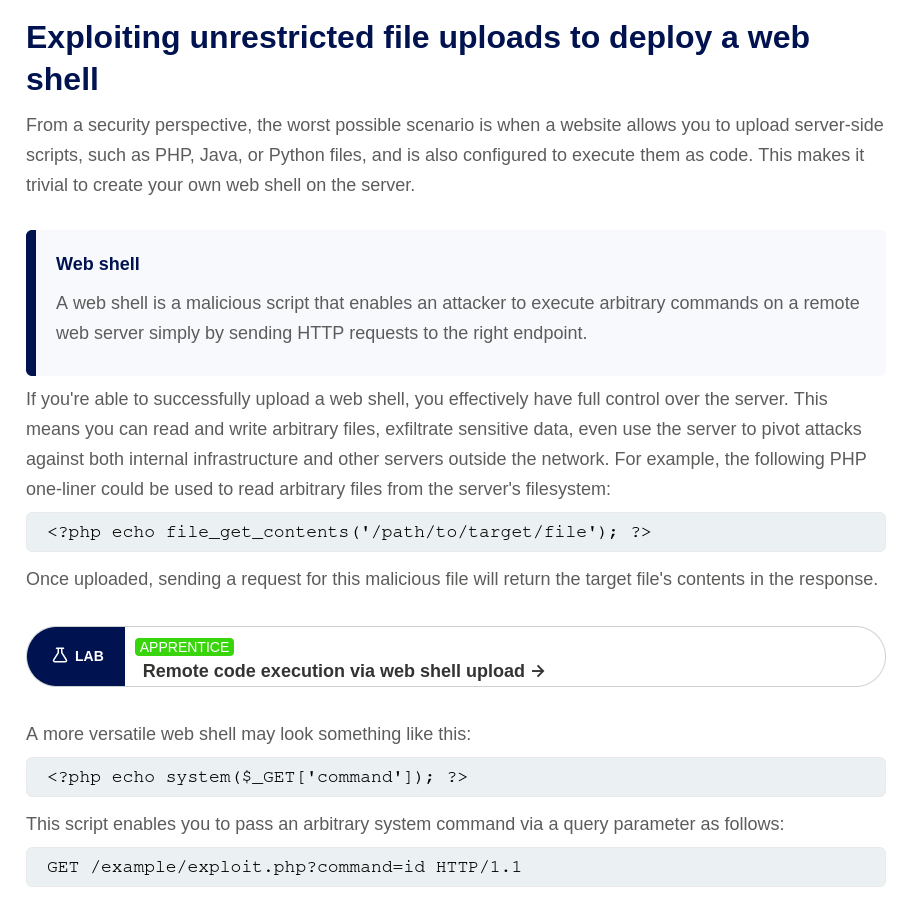 Exploiting unrestricted file uploads to deploy a web
shell
From a security perspective, the worst possible scenario is when a website allows you to upload server-side
scripts, such as PHP, Java, or Python files, and is also configured to execute them as code. This makes it
trivial to create your own web shell on the server.
Web shell
A web shell is a malicious script that enables an attacker to execute arbitrary commands on a remote
web server simply by sending HTTP requests to the right endpoint.
If you're able to successfully upload a web shell, you effectively have full control over the server. This
means you can read and write arbitrary files, exfiltrate sensitive data, even use the server to pivot attacks
against both internal infrastructure and other servers outside the network. For example, the following PHP
one-liner could be used to read arbitrary files from the server's filesystem:
<?php echo file_get_contents('/path/to/target/file'); ?>
Once uploaded, sending a request for this malicious file will return the target file's contents in the response.
LAB
APPRENTICE
Remote code execution via web shell upload →
A more versatile web shell may look something like this:
<?php echo system($_GET['command']); ?>
This script enables you to pass an arbitrary system command via a query parameter as follows:
GET /example/exploit.php?command=id HTTP/1.1